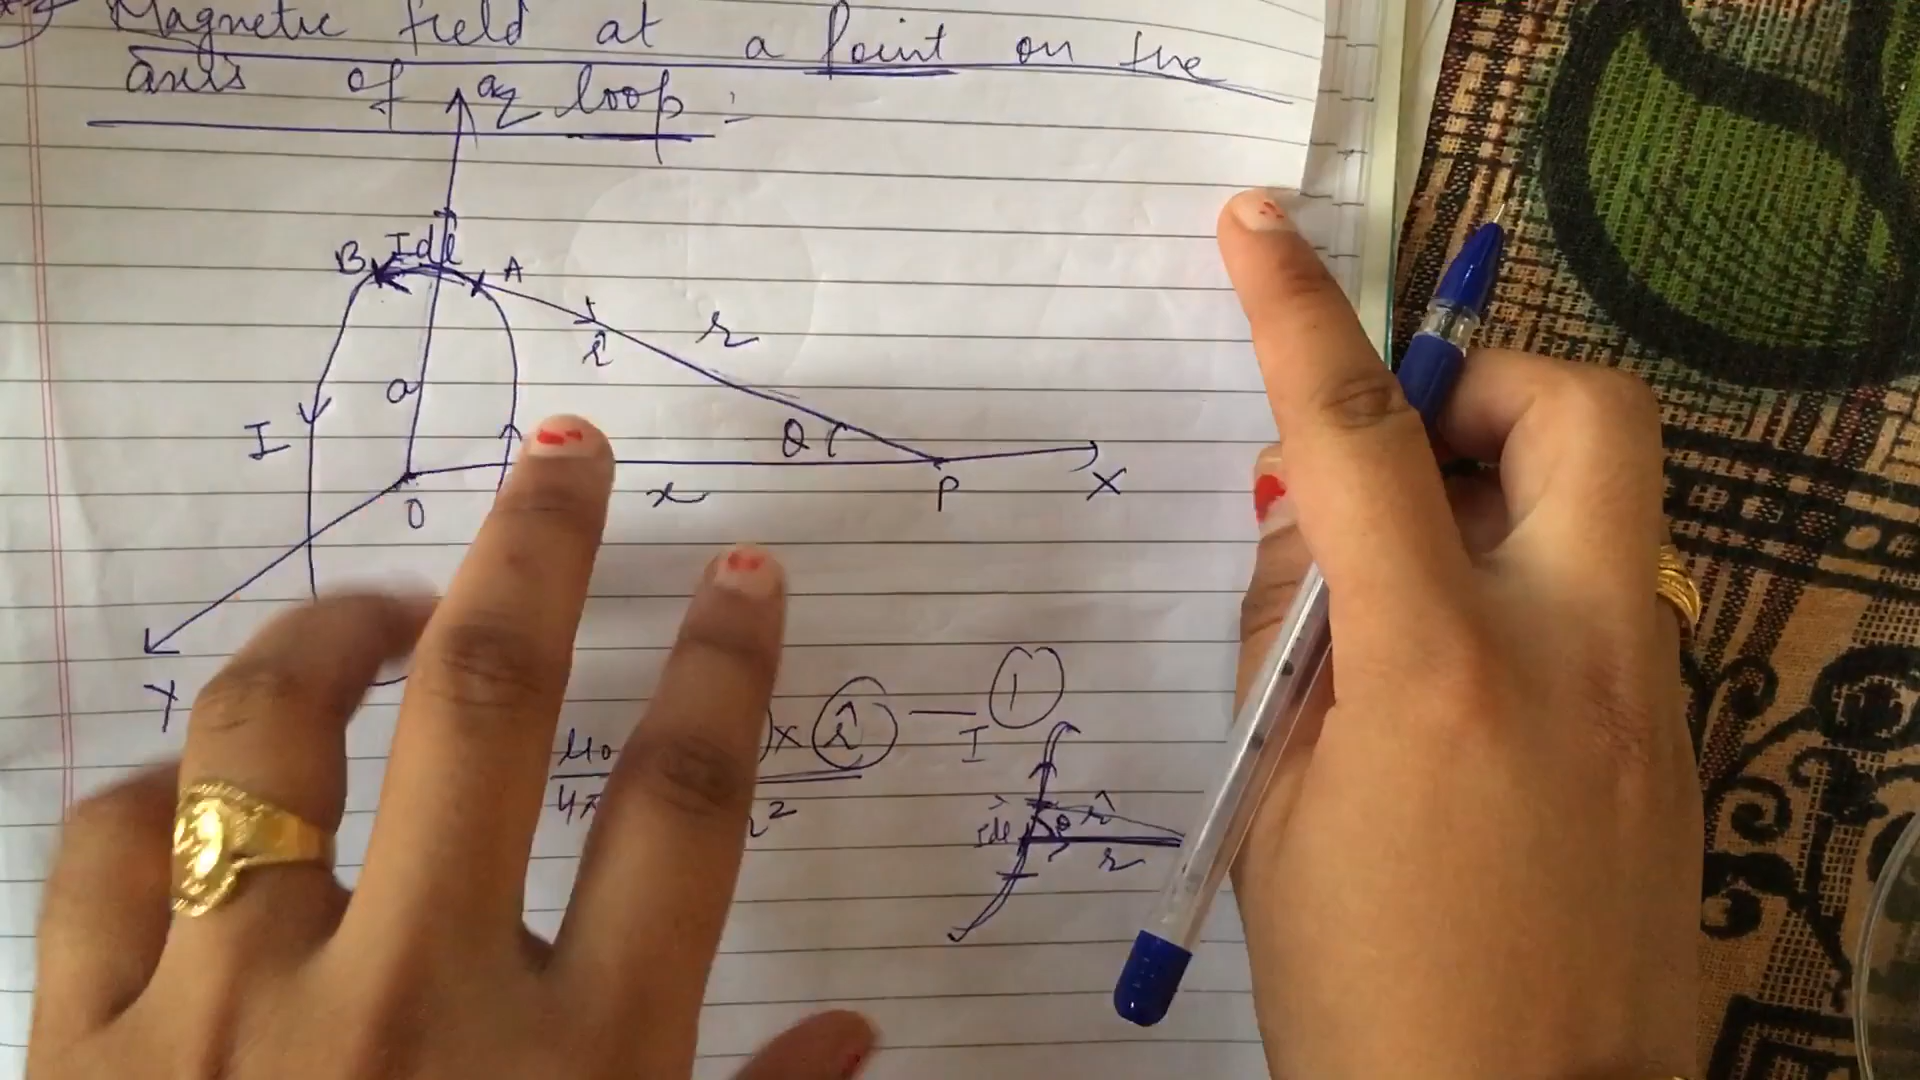 Magnetic field at a Point on the
axis of a loop :
B Idl A
r̂
r
a
I
θ
x
O
P
X
Y
μ0
4π
) × r̂ — 1
r²
I
Idl θ r̂
r